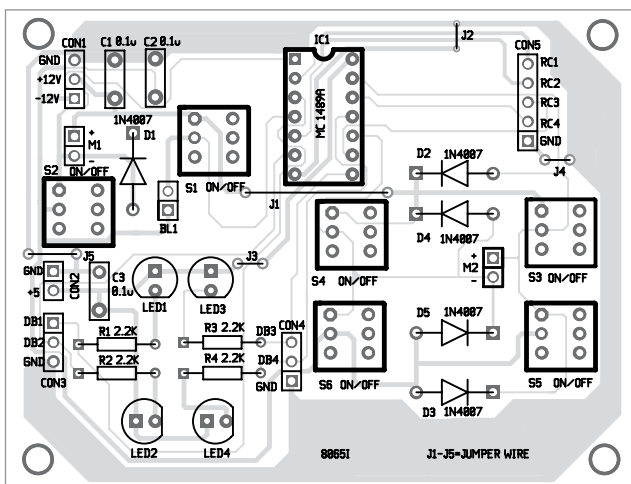 CON1
C1 0.1u
C2 0.1u
IC1
J2
CON5
GND
+12V
-12V
RC1
RC2
RC3
RC4
GND
MC 1489A
1N4007
D1
+
M1
-
S2
ON/OFF
S1 ON/OFF
D2 1N4007
J4
J1
BL1
D4
1N4007
S4
ON/OFF
+
M2
-
S3 ON/OFF
J5
J3
GND
+5
CON2
C3
0.1u
LED1
LED3
DB1
DB2
GND
CON3
R1 2.2K
R2 2.2K
R3 2.2K
R4 2.2K
DB3
CON4
DB4
GND
D5
1N4007
S6 ON/OFF
S5 ON/OFF
D3 1N4007
LED2
LED4
8065I
J1-J5=JUMPER WIRE